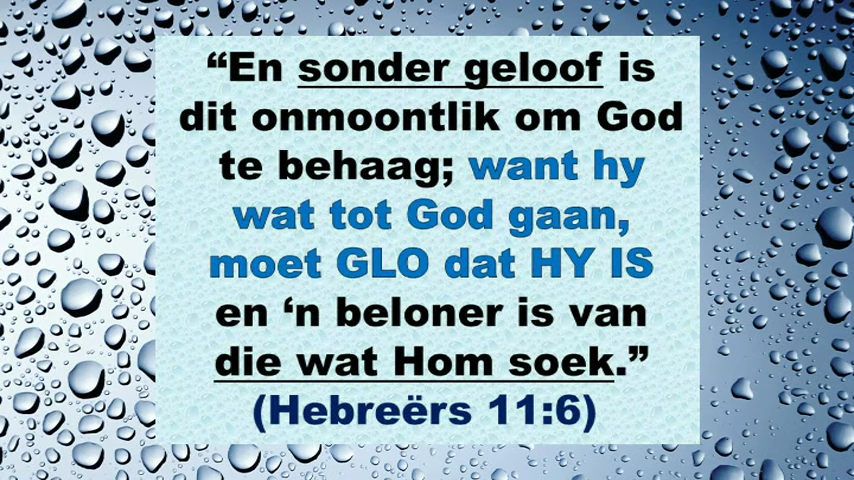 “En sonder geloof is
dit onmoontlik om God
te behaag; want hy
wat tot God gaan,
moet GLO dat HY IS
en ‘n beloner is van
die wat Hom soek.”
(Hebreërs 11:6)